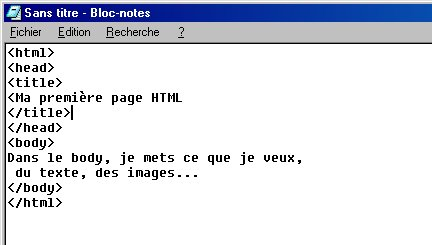 Sans titre - Bloc-notes
Fichier Edition Recherche ?
<html>
<head>
<title>
<Ma première page HTML
</title>
</head>
<body>
Dans le body, je mets ce que je veux,
 du texte, des images...
</body>
</html>